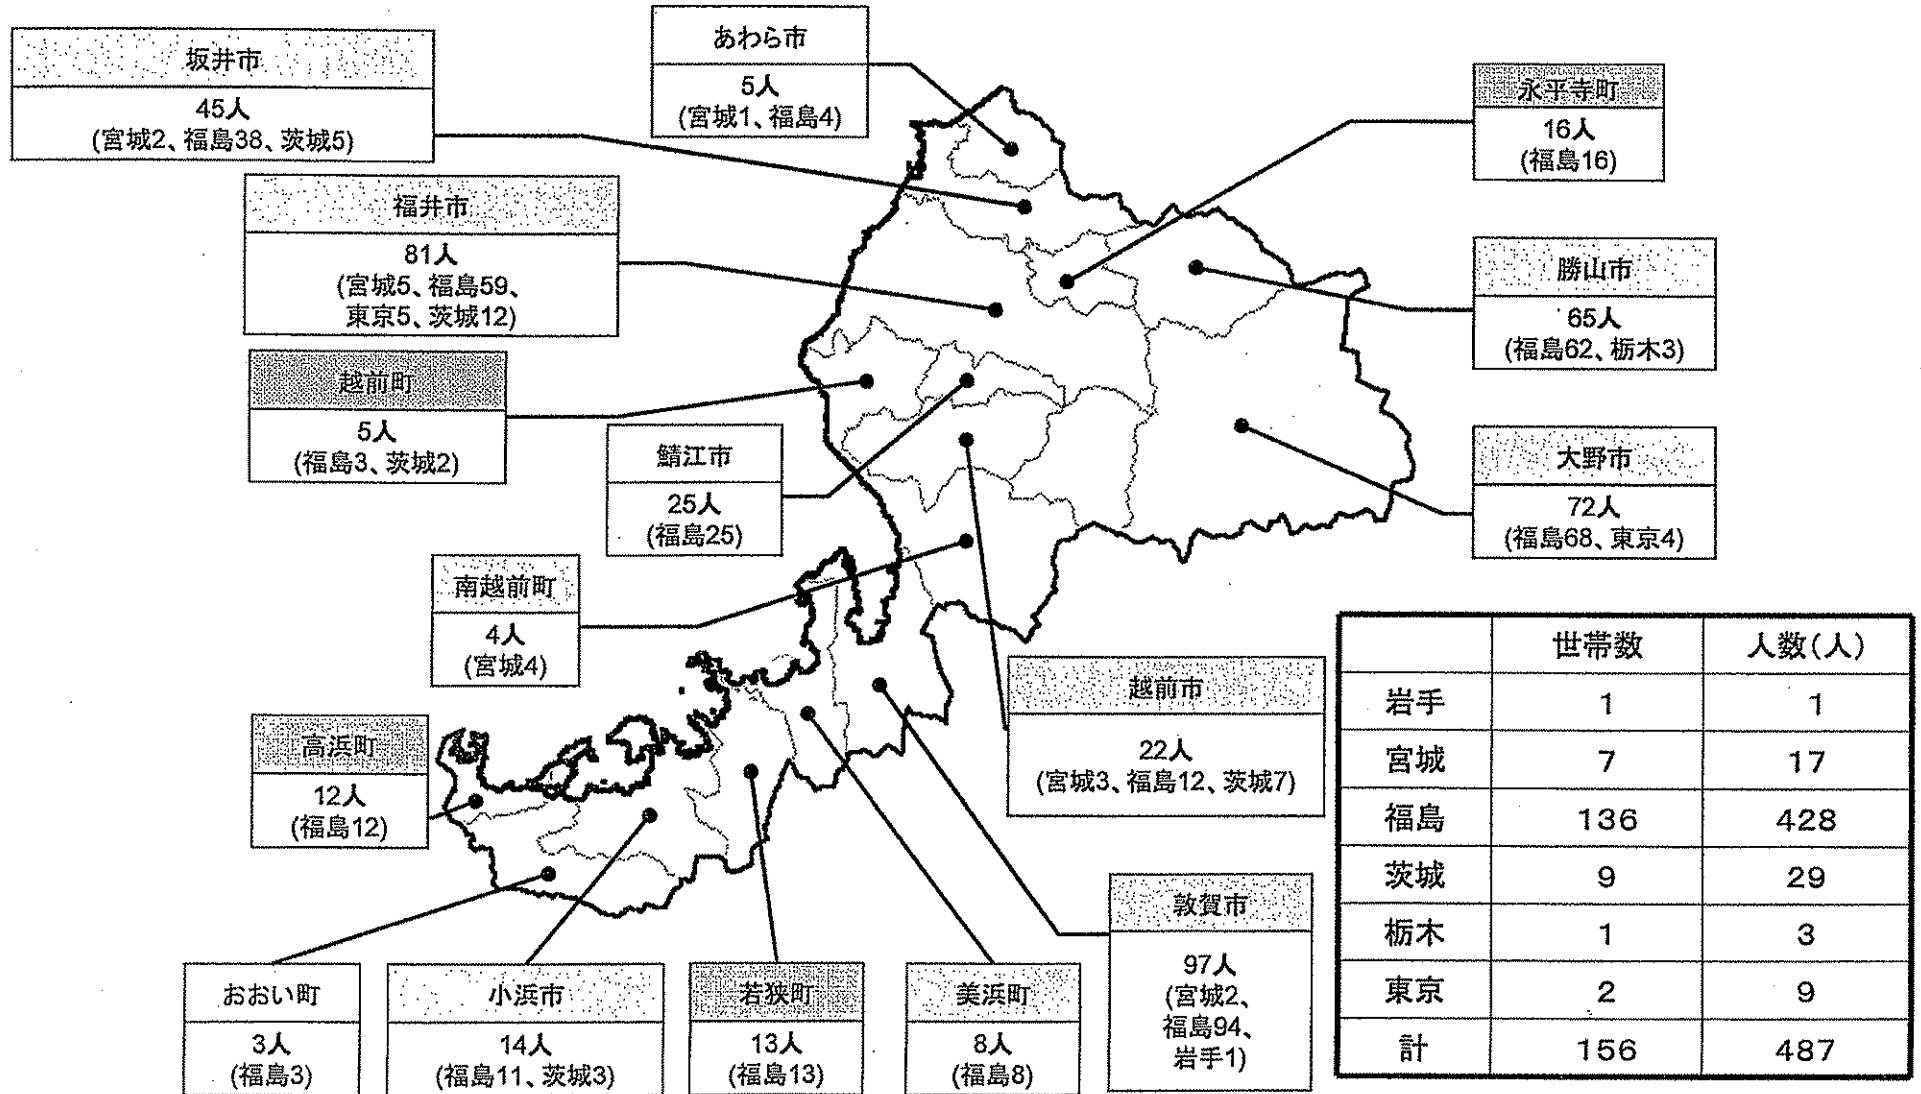 坂井市
45人
(宮城2、福島38、茨城5)
あわら市
5人
(宮城1、福島4)
永平寺町
16人
(福島16)
福井市
81人
(宮城5、福島59、
東京5、茨城12)
勝山市
65人
(福島62、栃木3)
越前町
5人
(福島3、茨城2)
鯖江市
25人
(福島25)
大野市
72人
(福島68、東京4)
南越前町
4人
(宮城4)
越前市
22人
(宮城3、福島12、茨城7)
高浜町
12人
(福島12)
敦賀市
97人
(宮城2、
福島94、
岩手1)
おおい町
3人
(福島3)
小浜市
14人
(福島11、茨城3)
若狭町
13人
(福島13)
美浜町
8人
(福島8)
世帯数 人数(人)
岩手 1 1
宮城 7 17
福島 136 428
茨城 9 29
栃木 1 3
東京 2 9
計 156 487